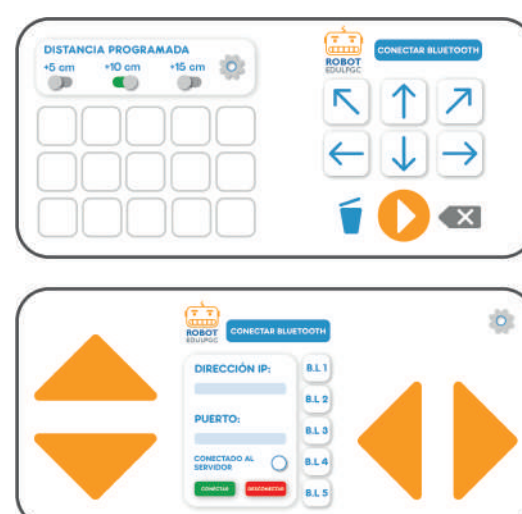 DISTANCIA PROGRAMADA
+5 cm +10 cm +15 cm
ROBOT
EDULPGC
CONECTAR BLUETOOTH
ROBOT
EDULPGC
CONECTAR BLUETOOTH
DIRECCIÓN IP:
PUERTO:
CONECTADO AL
SERVIDOR
CONECTAR DESCONECTAR
B.L 1
B.L 2
B.L 3
B.L 4
B.L 5